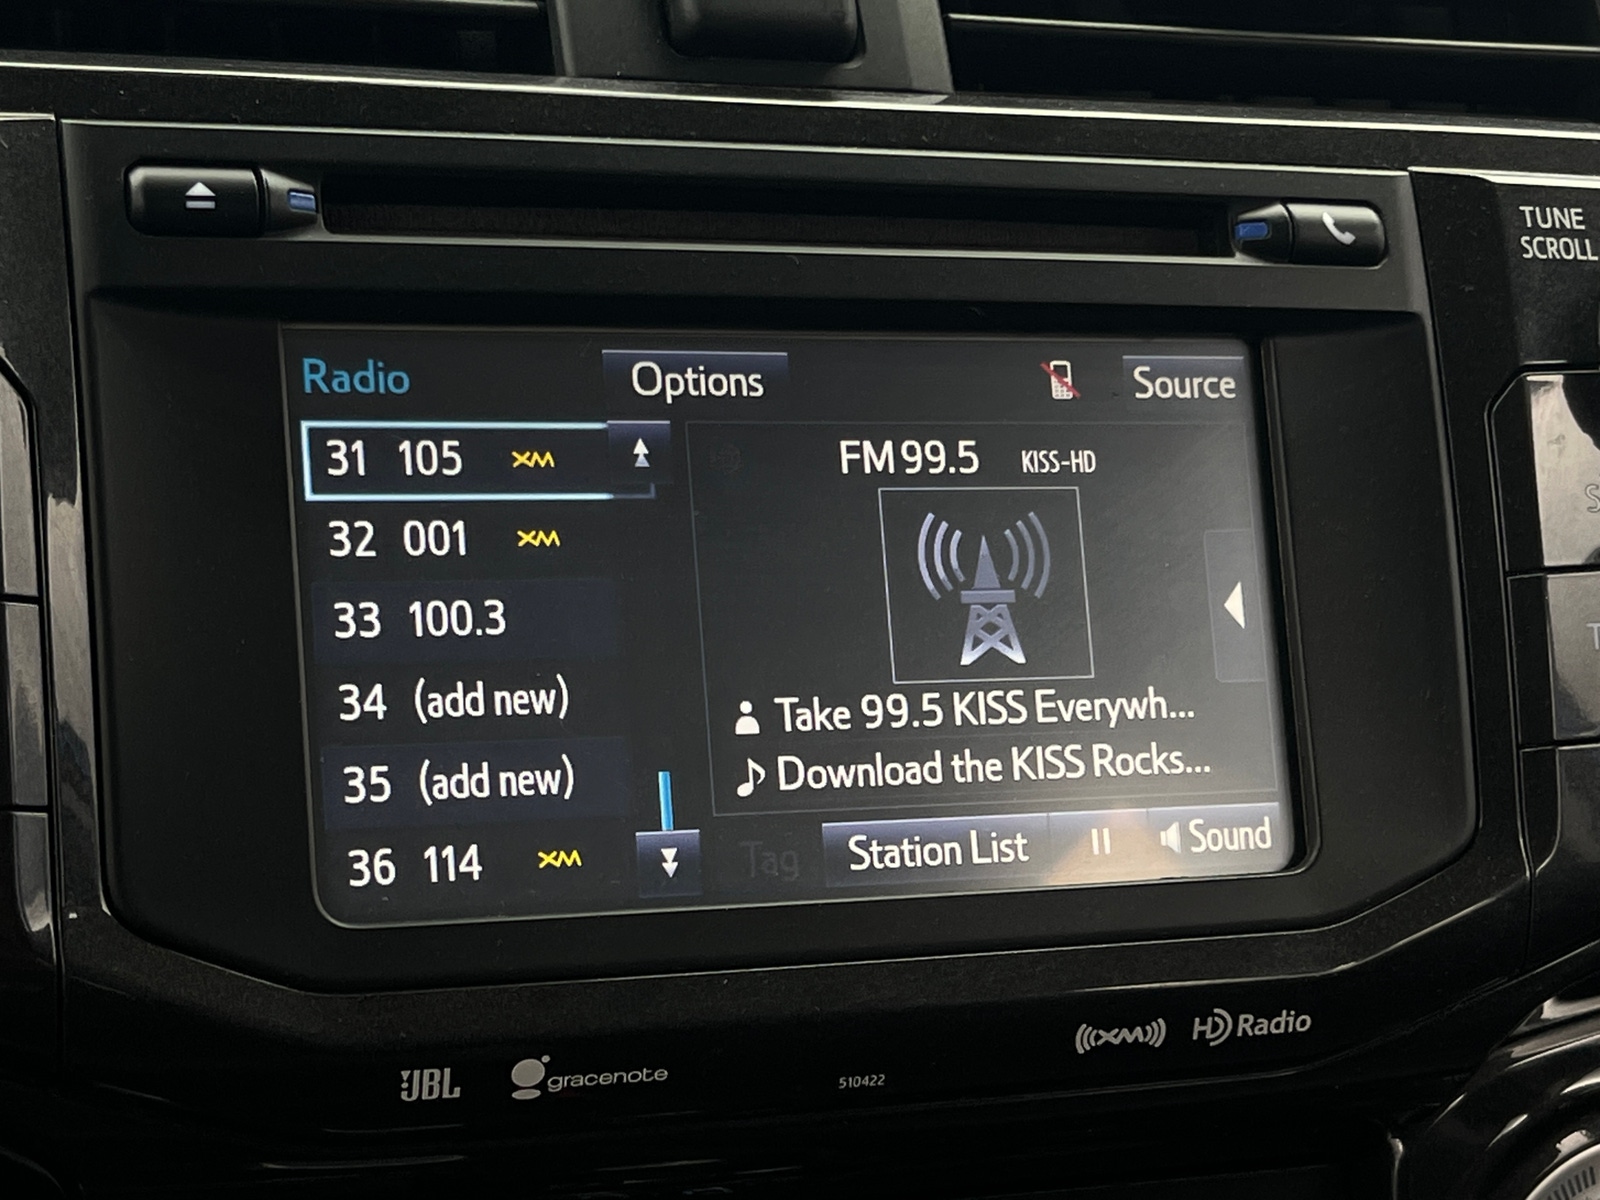 TUNE
SCROLL
Radio
Options
Source
31 105 XM
32 001 XM
33 100.3
34 (add new)
35 (add new)
36 114 XM
FM 99.5 KISS-HD
Take 99.5 KISS Everywh...
Download the KISS Rocks...
Tag
Station List
Sound
JBL
gracenote
510422
((XM))
HD Radio